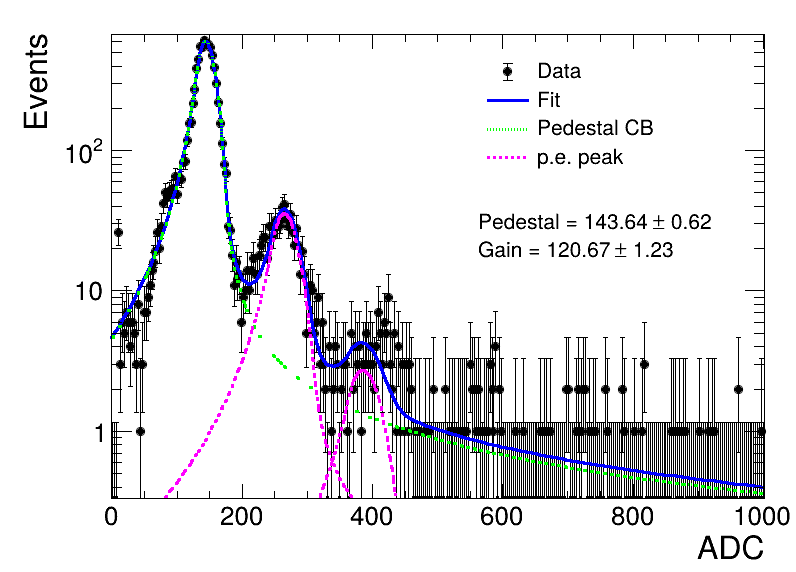 Events
Data
Fit
Pedestal CB
p.e. peak
Pedestal = 143.64 ± 0.62
Gain = 120.67 ± 1.23
10²
10
1
0 200 400 600 800 1000
ADC